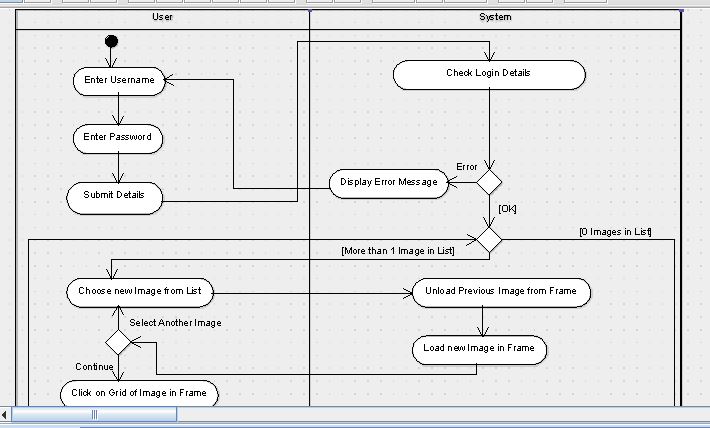 User
System
Enter Username
Check Login Details
Enter Password
Error
Display Error Message
Submit Details
[OK]
[0 Images in List]
[More than 1 Image in List]
Choose new Image from List
Unload Previous Image from Frame
Select Another Image
Load new Image in Frame
Continue
Click on Grid of Image in Frame